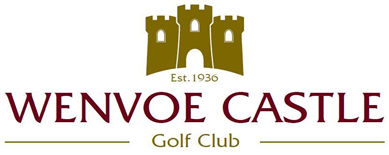 Est. 1936
WENVOE CASTLE
Golf Club